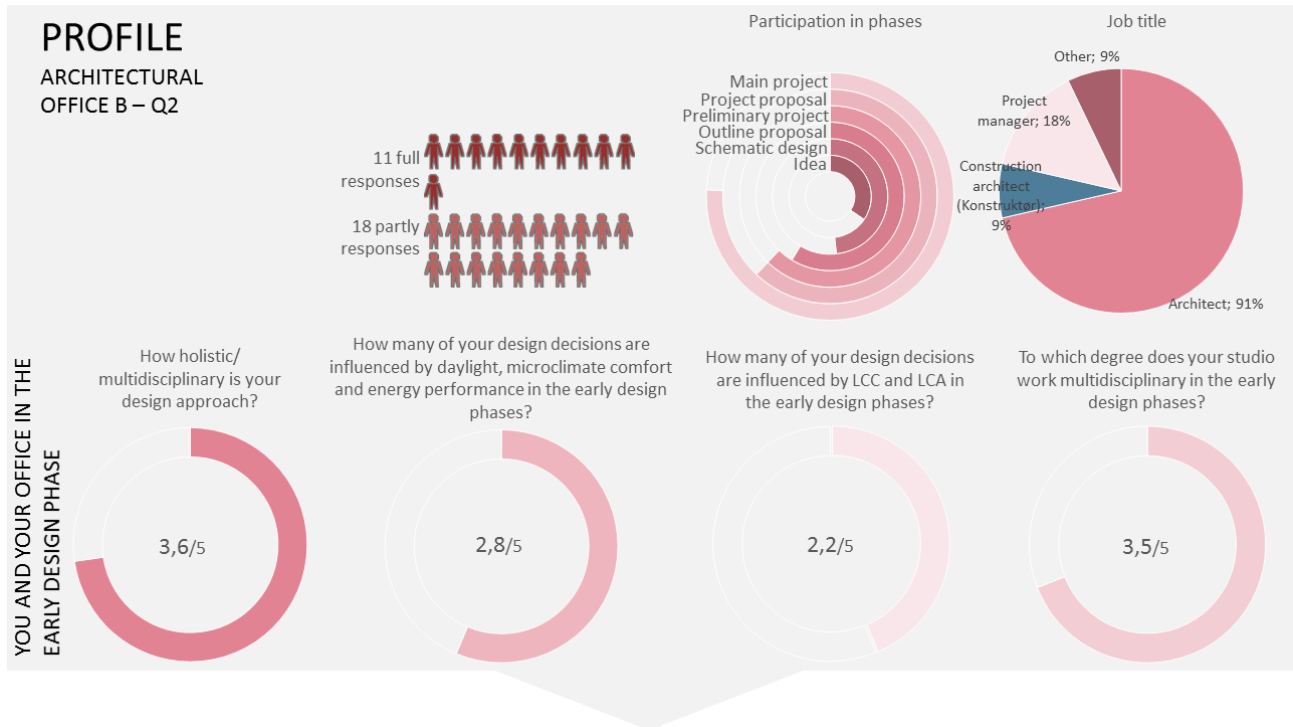 PROFILE
ARCHITECTURAL
OFFICE B – Q2
11 full
responses
18 partly
responses
Participation in phases
Main project
Project proposal
Preliminary project
Outline proposal
Schematic design
Idea
Job title
Other; 9%
Project
manager; 18%
Construction
architect
(Konstruktør);
9%
Architect; 91%
YOU AND YOUR OFFICE IN THE
EARLY DESIGN PHASE
How holistic/
multidisciplinary is your
design approach?
3,6/5
How many of your design decisions are
influenced by daylight, microclimate comfort
and energy performance in the early design
phases?
2,8/5
How many of your design decisions
are influenced by LCC and LCA in
the early design phases?
2,2/5
To which degree does your studio
work multidisciplinary in the early
design phases?
3,5/5